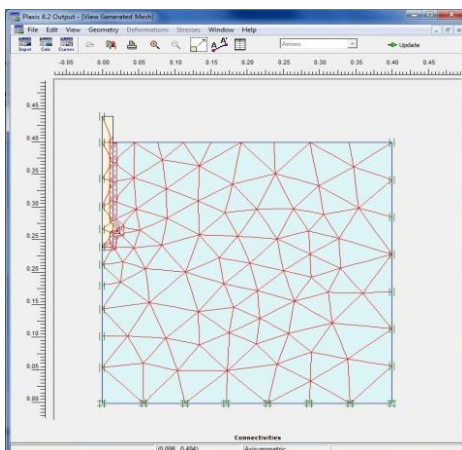 Plaxis 8.2 Output - [View Generated Mesh]
File Edit View Geometry Deformations Stresses Window Help
Input Calc Curves
Arrows
Update
-0.05 0.00 0.05 0.10 0.15 0.20 0.25 0.30 0.35 0.40 0.45
0.45
0.40
0.35
0.30
0.25
0.20
0.15
0.10
0.05
0.00
Connectivities
(0.096, 0.494) Axisymmetric